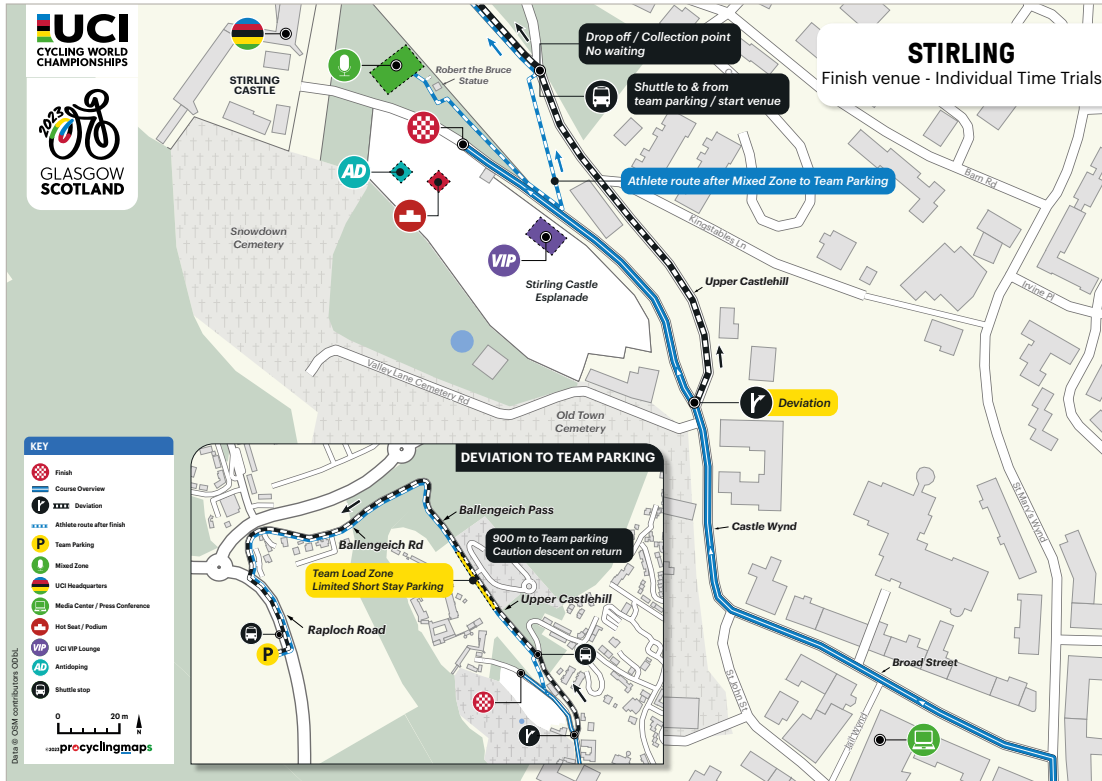 UCI
CYCLING WORLD
CHAMPIONSHIPS
2023
GLASGOW
SCOTLAND
STIRLING
Finish venue - Individual Time Trials
STIRLING
CASTLE
Robert the Bruce
Statue
Drop off / Collection point
No waiting
Shuttle to & from
team parking / start venue
AD
Athlete route after Mixed Zone to Team Parking
Barn Rd
Kingstables Ln
Snowdown
Cemetery
VIP
Stirling Castle
Esplanade
Upper Castlehill
Irvine Pl
Valley Lane Cemetery Rd
Old Town
Cemetery
Deviation
St Mary's Wynd
Castle Wynd
Broad Street
St John St
Jail Wynd
KEY
Finish
Course Overview
Deviation
Athlete route after finish
P
Team Parking
Mixed Zone
UCI Headquarters
Media Center / Press Conference
Hot Seat / Podium
VIP
UCI VIP Lounge
AD
Antidoping
Shuttle stop
0 20 m
N
©2023 procyclingmaps
Data © OSM contributors ODbL
DEVIATION TO TEAM PARKING
Ballengeich Pass
900 m to Team parking
Caution descent on return
Ballengeich Rd
Team Load Zone
Limited Short Stay Parking
Upper Castlehill
Raploch Road
P